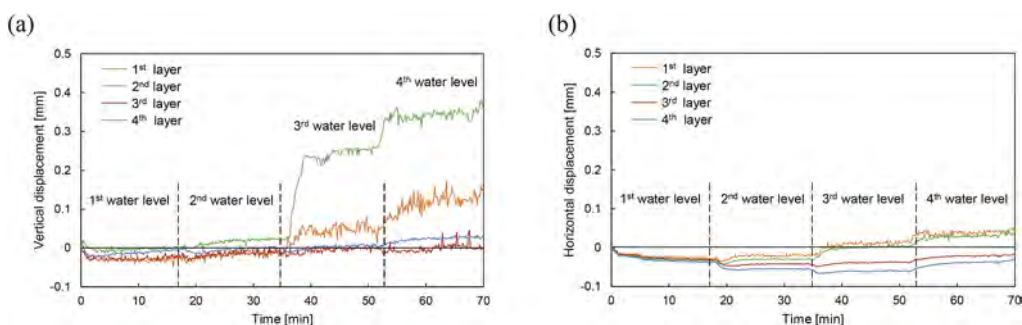 (a)
0.5
0.4
0.3
0.2
0.1
0
0.1
Vertical displacement [mm]
1st layer
2nd layer
3rd layer
4th layer
1st water level
2nd water level
3rd water level
4th water level
0 10 20 30 40 50 60 70
Time [min]
(b)
0.5
0.4
0.3
0.2
0.1
0
-0.1
Horizontal displacement [mm]
1st layer
2nd layer
3rd layer
4th layer
1st water level
2nd water level
3rd water level
4th water level
0 10 20 30 40 50 60 70
Time [min]